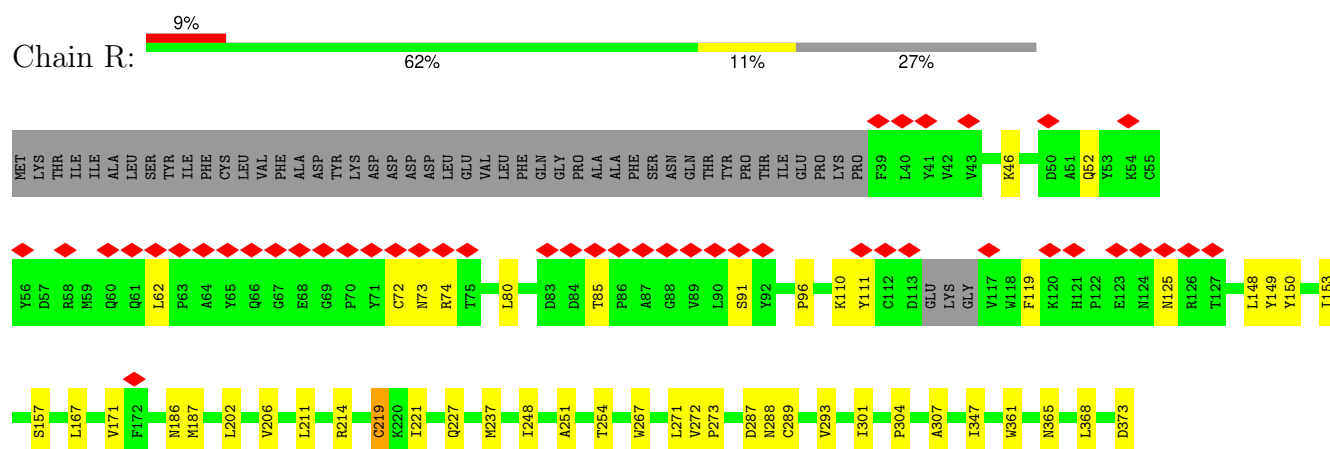 9%
Chain R:
62% 11% 27%
MET LYS THR ILE ILE ALA LEU SER TYR ILE PHE CYS LEU VAL PHE ALA ASP TYR LYS ASP ASP ASP ASP LEU GLU VAL LEU PHE GLN GLY PRO ALA ALA PHE SER ASN GLN THR TYR PRO THR ILE GLU PRO LYS PRO F39 L40 Y41 V42 V43 K46 D50 A51 Q52 Y53 K54 C55
Y56 D57 R58 M59 Q60 Q61 L62 P63 A64 Y65 Q66 G67 E68 G69 P70 Y71 C72 N73 R74 T75 L80 D83 D84 T85 P86 A87 G88 V89 L90 S91 Y92 P96 K110 Y111 C112 D113 GLU LYS GLY V117 W118 F119 K120 H121 P122 E123 N124 N125 R126 T127 L148 Y149 Y150 I153
S157 L167 V171 F172 N186 M187 L202 V206 L211 R214 C219 K220 I221 Q227 M237 I248 A251 T254 W267 L271 V272 P273 D287 N288 C289 V293 I301 P304 A307 I347 W361 N365 L368 D373